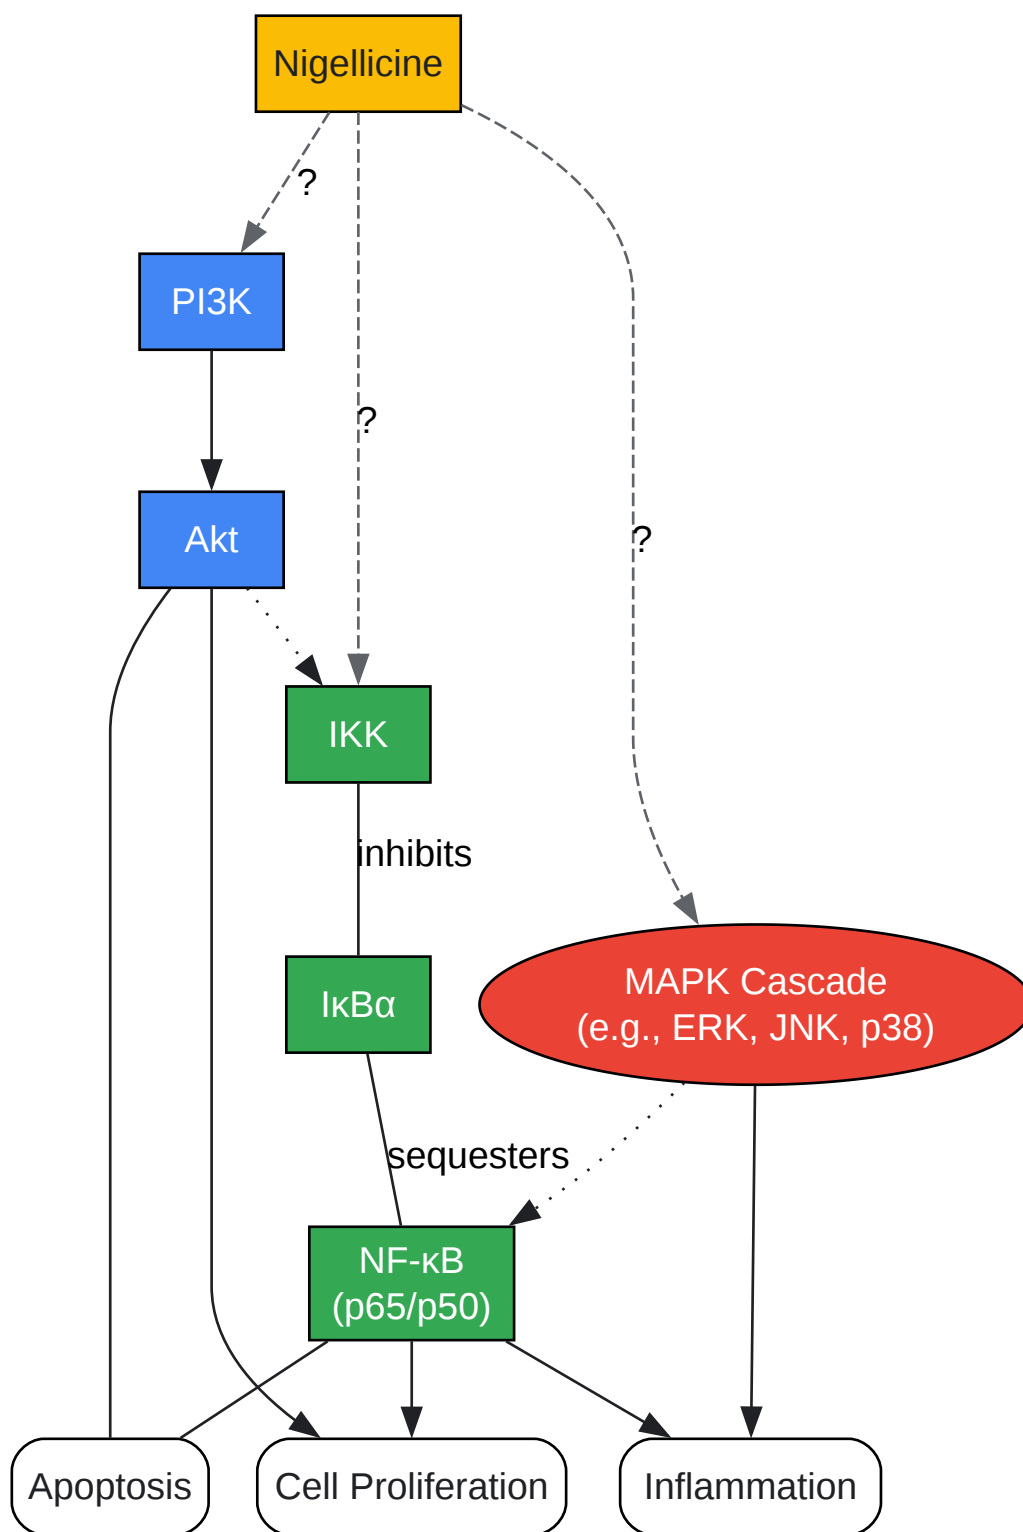 Nigellicine
?
PI3K
?
Akt
?
IKK
inhibits
IκBα
MAPK Cascade
(e.g., ERK, JNK, p38)
sequesters
NF-κB
(p65/p50)
Apoptosis
Cell Proliferation
Inflammation